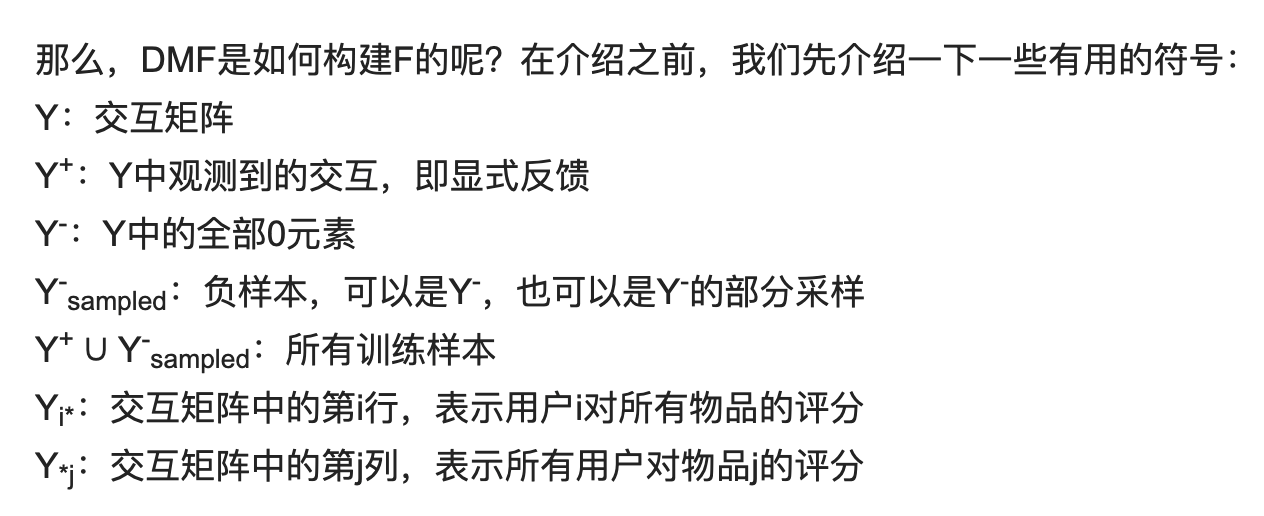 那么，DMF是如何构建F的呢？在介绍之前，我们先介绍一下一些有用的符号：
Y：交互矩阵
Y⁺：Y中观测到的交互，即显式反馈
Y⁻：Y中的全部0元素
Y⁻sampled：负样本，可以是Y⁻，也可以是Y⁻的部分采样
Y⁺ ∪ Y⁻sampled：所有训练样本
Yi*：交互矩阵中的第i行，表示用户i对所有物品的评分
Y*j：交互矩阵中的第j列，表示所有用户对物品j的评分